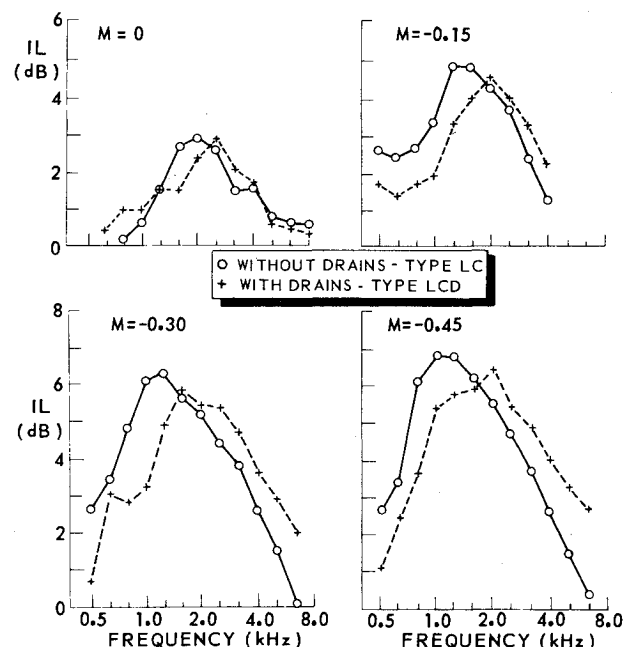 6
IL
(dB)
4
2
0
M = 0
M=-0.15
O WITHOUT DRAINS - TYPE LC
+ WITH DRAINS - TYPE LCD
8
6
IL
(dB)
4
2
0
M=-0.30
M=-0.45
0.5 1.0 2.0 4.0 8.0
FREQUENCY (kHz)
0.5 1.0 2.0 4.0 8.0
FREQUENCY (kHz)